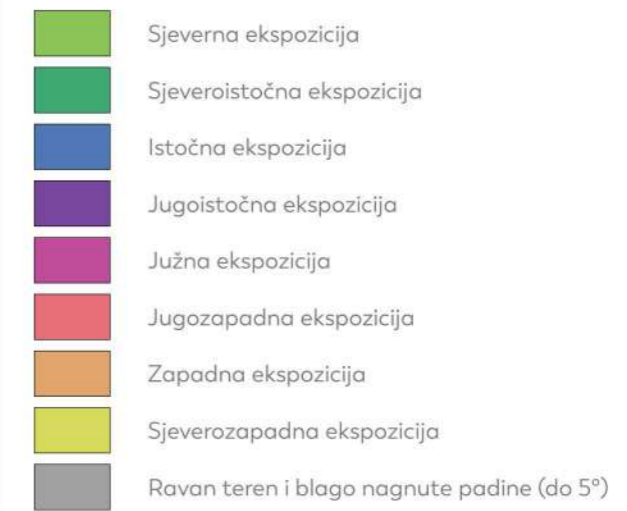 Sjeverna ekspozicija
Sjeveroistočna ekspozicija
Istočna ekspozicija
Jugoistočna ekspozicija
Južna ekspozicija
Jugozapadna ekspozicija
Zapadna ekspozicija
Sjeverozapadna ekspozicija
Ravan teren i blago nagnute padine (do 5°)